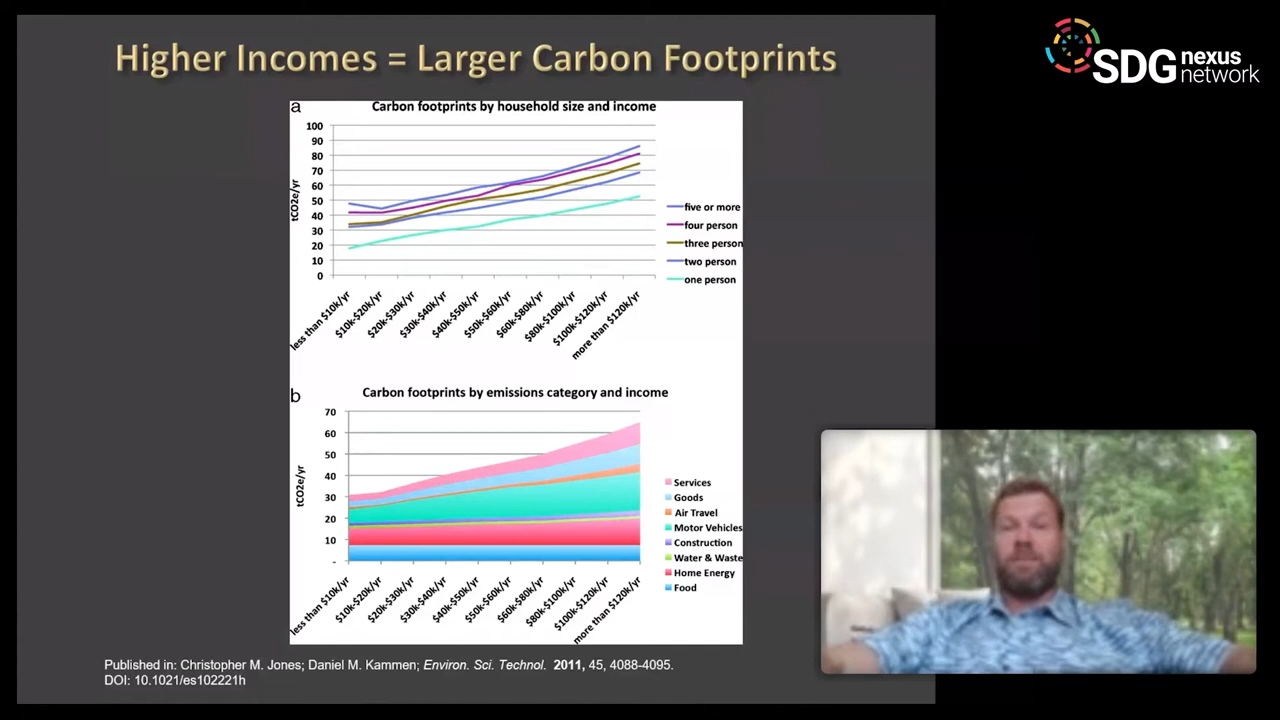 Higher Incomes = Larger Carbon Footprints
SDG nexus
network
a
Carbon footprints by household size and income
tCO2e/yr
100
90
80
70
60
50
40
30
20
10
0
less than $10k/yr
$10k-$20k/yr
$20k-$30k/yr
$30k-$40k/yr
$40k-$50k/yr
$50k-$60k/yr
$60k-$80k/yr
$80k-$100k/yr
$100k-$120k/yr
more than $120k/yr
five or more
four person
three person
two person
one person
b
Carbon footprints by emissions category and income
tCO2e/yr
70
60
50
40
30
20
10
-
less than $10k/yr
$10k-$20k/yr
$20k-$30k/yr
$30k-$40k/yr
$40k-$50k/yr
$50k-$60k/yr
$60k-$80k/yr
$80k-$100k/yr
$100k-$120k/yr
more than $120k/yr
Services
Goods
Air Travel
Motor Vehicles
Construction
Water & Waste
Home Energy
Food
Published in: Christopher M. Jones; Daniel M. Kammen; Environ. Sci. Technol. 2011, 45, 4088-4095.
DOI: 10.1021/es102221h